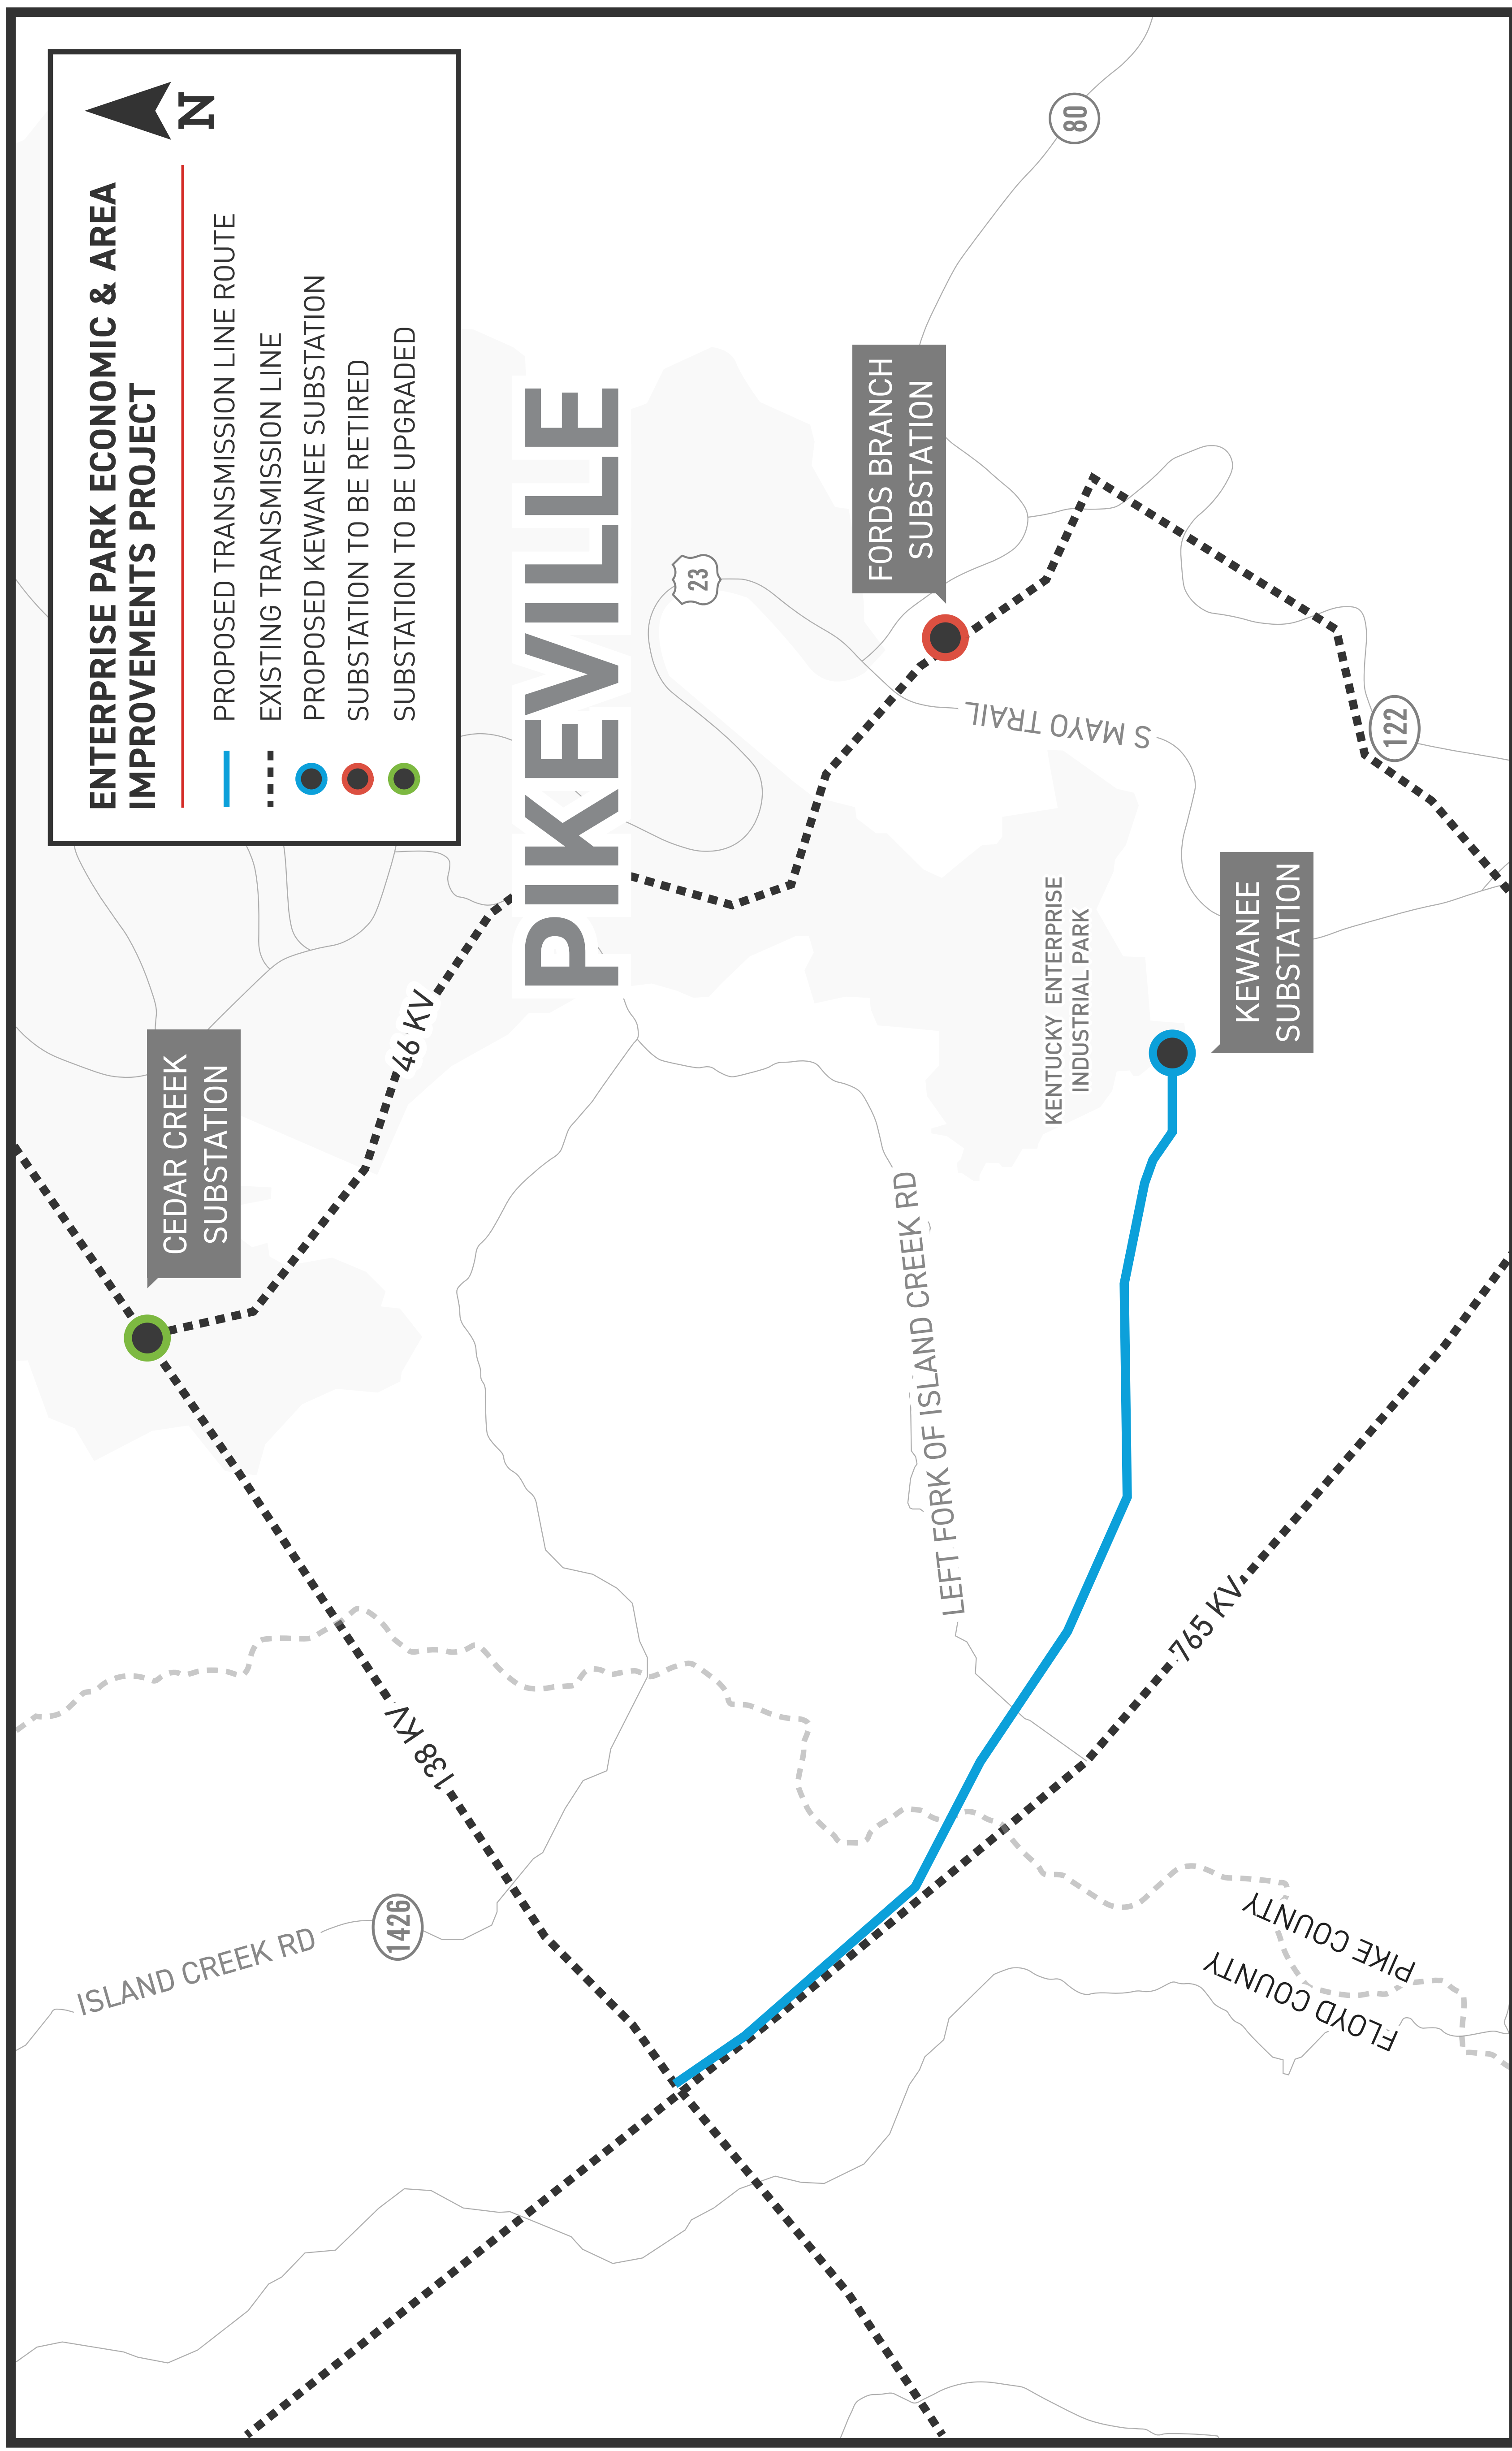 ENTERPRISE PARK ECONOMIC & AREA
IMPROVEMENTS PROJECT
N
PROPOSED TRANSMISSION LINE ROUTE
EXISTING TRANSMISSION LINE
PROPOSED KEWANEE SUBSTATION
SUBSTATION TO BE RETIRED
SUBSTATION TO BE UPGRADED
CEDAR CREEK
SUBSTATION
46 KV
138 KV
ISLAND CREEK RD
1426
PIKEVILLE
23
80
FORDS BRANCH
SUBSTATION
S MAYO TRAIL
122
KENTUCKY ENTERPRISE
INDUSTRIAL PARK
KEWANEE
SUBSTATION
LEFT FORK OF ISLAND CREEK RD
765 KV
PIKE COUNTY
FLOYD COUNTY